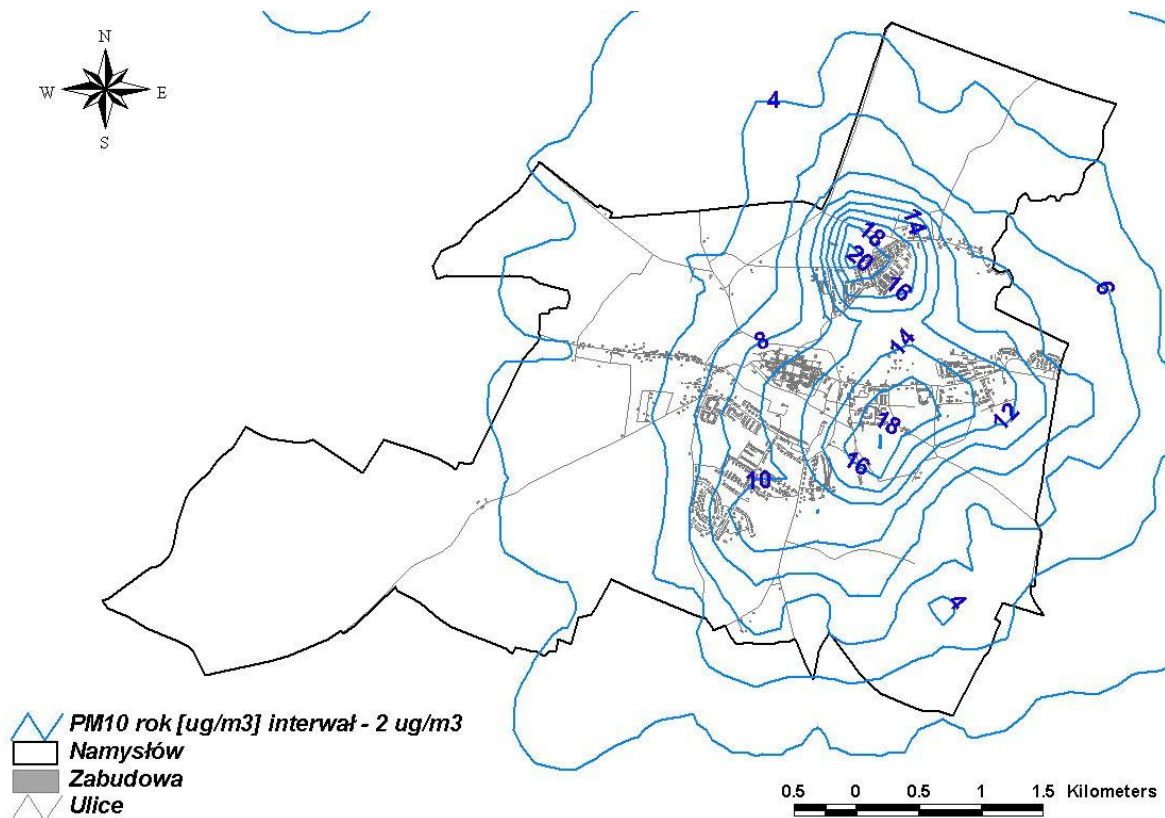 N
W E
S
4
14
18
20
16
6
8
14
18
12
16
10
4
PM10 rok [ug/m3] interwał - 2 ug/m3
Namysłów
Zabudowa
Ulice
0.5 0 0.5 1 1.5 Kilometers